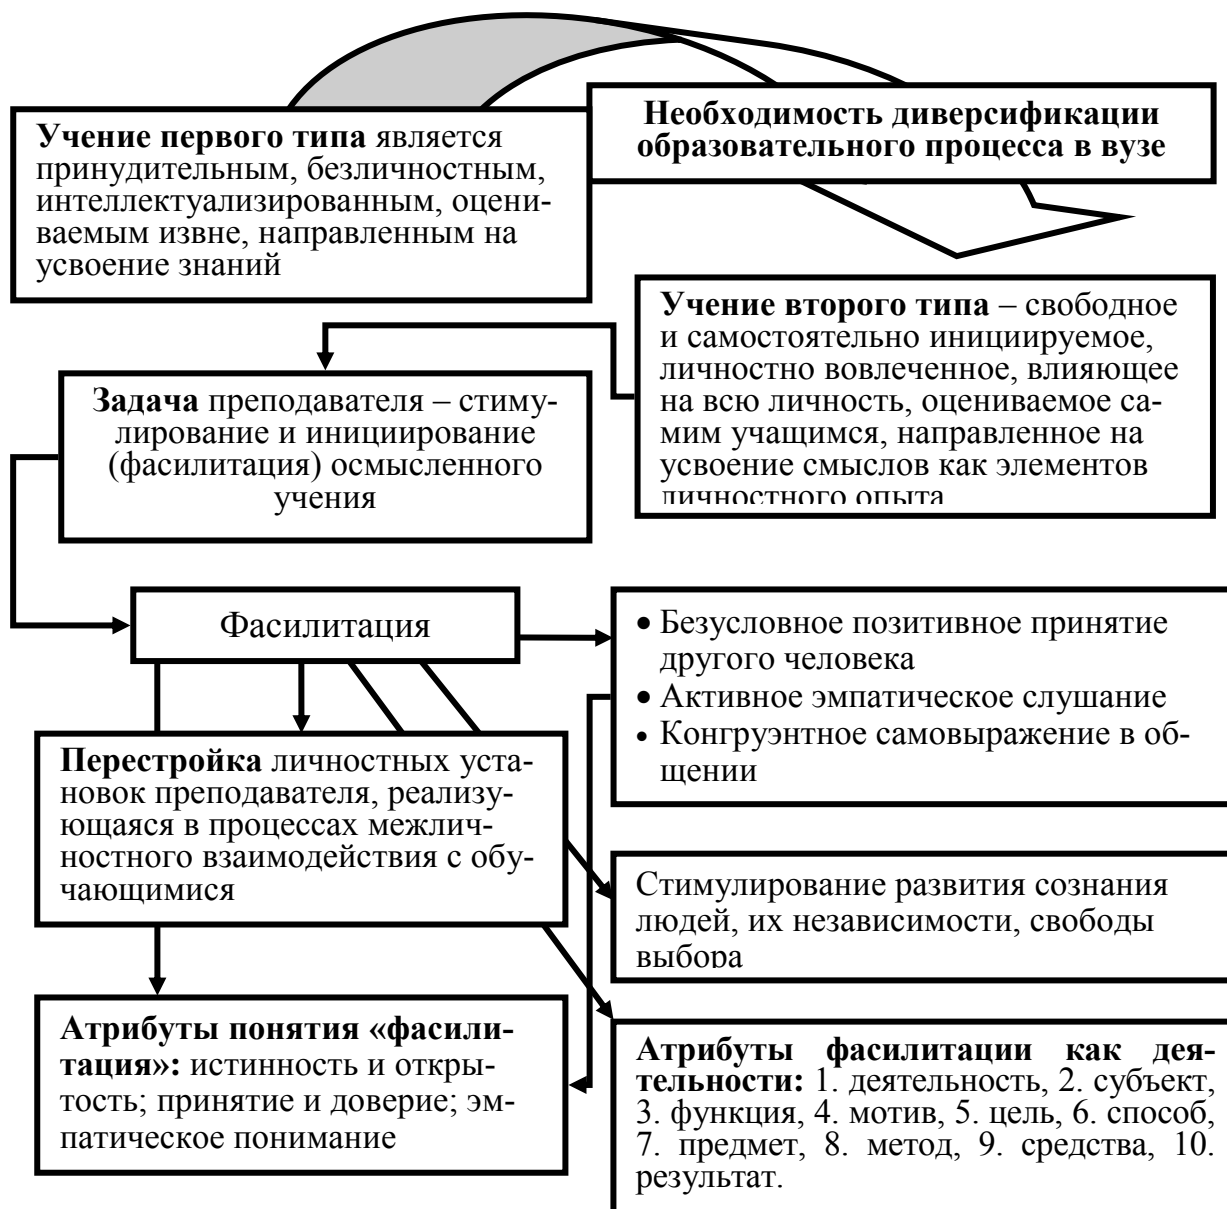 Учение первого типа является
принудительным, безличностным,
интеллектуализированным, оцени-
ваемым извне, направленным на
усвоение знаний
Необходимость диверсификации
образовательного процесса в вузе
Учение второго типа – свободное
и самостоятельно инициируемое,
личностно вовлеченное, влияющее
на всю личность, оцениваемое са-
мим учащимся, направленное на
усвоение смыслов как элементов
личностного опыта
Задача преподавателя – стиму-
лирование и инициирование
(фасилитация) осмысленного
учения
Фасилитация
• Безусловное позитивное принятие
другого человека
• Активное эмпатическое слушание
• Конгруэнтное самовыражение в об-
щении
Перестройка личностных уста-
новок преподавателя, реализу-
ющаяся в процессах межлич-
ностного взаимодействия с обу-
чающимися
Стимулирование развития сознания
людей, их независимости, свободы
выбора
Атрибуты понятия «фасили-
тация»: истинность и откры-
тость; принятие и доверие; эм-
патическое понимание
Атрибуты фасилитации как дея-
тельности: 1. деятельность, 2. субъект,
3. функция, 4. мотив, 5. цель, 6. способ,
7. предмет, 8. метод, 9. средства, 10.
результат.